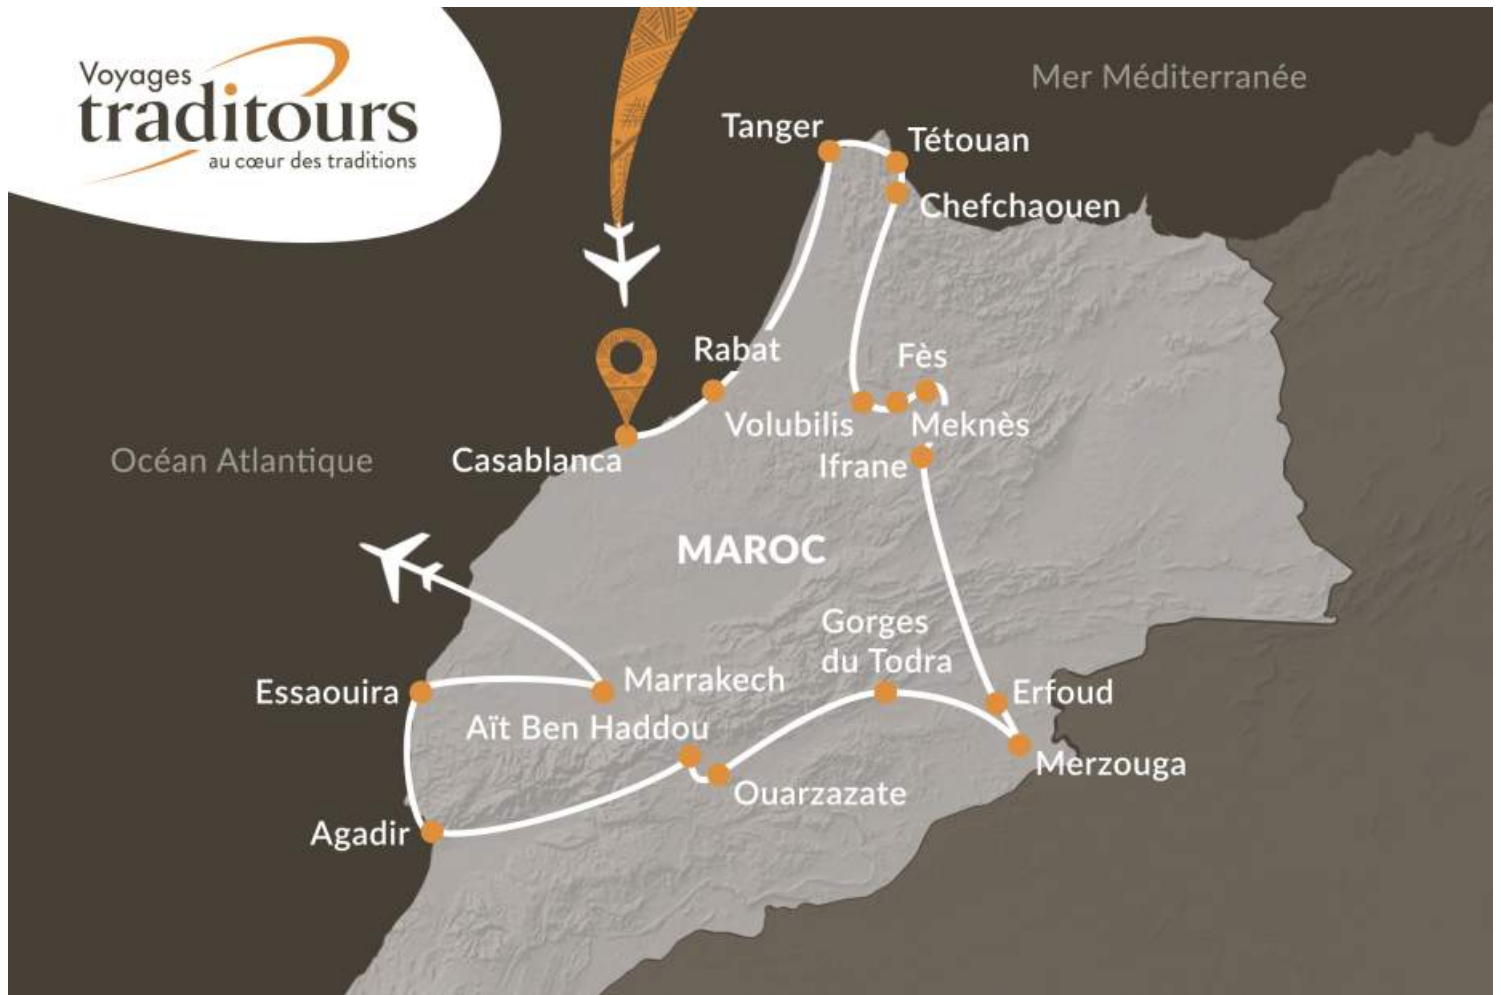 Voyages
traditours
au cœur des traditions
Mer Méditerranée
Tanger
Tétouan
Chefchaouen
Rabat
Fès
Volubilis
Meknès
Casablanca
Ifrane
Océan Atlantique
MAROC
Gorges
du Todra
Essaouira
Marrakech
Erfoud
Aït Ben Haddou
Merzouga
Ouarzazate
Agadir